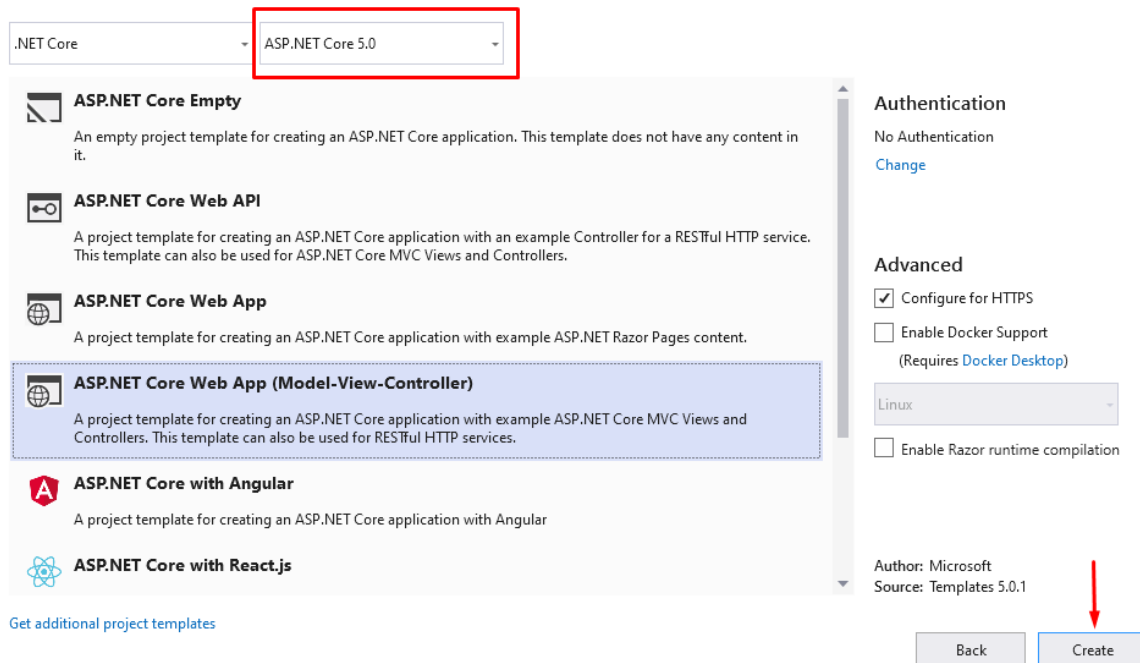 .NET Core
ASP.NET Core 5.0
ASP.NET Core Empty
An empty project template for creating an ASP.NET Core application. This template does not have any content in
it.
ASP.NET Core Web API
A project template for creating an ASP.NET Core application with an example Controller for a RESTful HTTP service.
This template can also be used for ASP.NET Core MVC Views and Controllers.
ASP.NET Core Web App
A project template for creating an ASP.NET Core application with example ASP.NET Razor Pages content.
ASP.NET Core Web App (Model-View-Controller)
A project template for creating an ASP.NET Core application with example ASP.NET Core MVC Views and
Controllers. This template can also be used for RESTful HTTP services.
A
ASP.NET Core with Angular
A project template for creating an ASP.NET Core application with Angular
ASP.NET Core with React.js
Get additional project templates
Authentication
No Authentication
Change
Advanced
Configure for HTTPS
Enable Docker Support
(Requires Docker Desktop)
Linux
Enable Razor runtime compilation
Author: Microsoft
Source: Templates 5.0.1
Back
Create